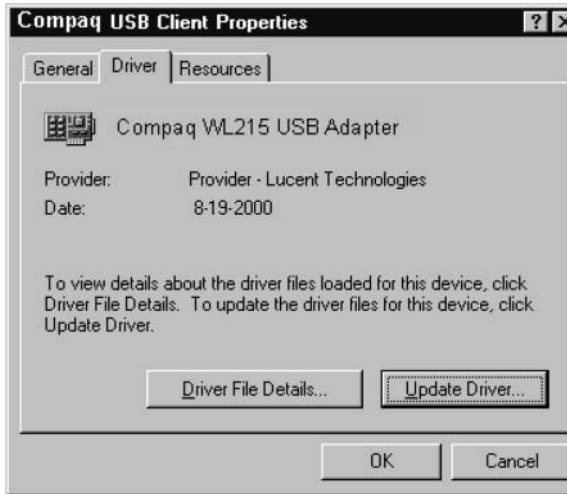 Compaq USB Client Properties ? X
General Driver Resources
Compaq WL215 USB Adapter
Provider: Provider - Lucent Technologies
Date: 8-19-2000
To view details about the driver files loaded for this device, click
Driver File Details. To update the driver files for this device, click
Update Driver.
Driver File Details... Update Driver...
OK Cancel